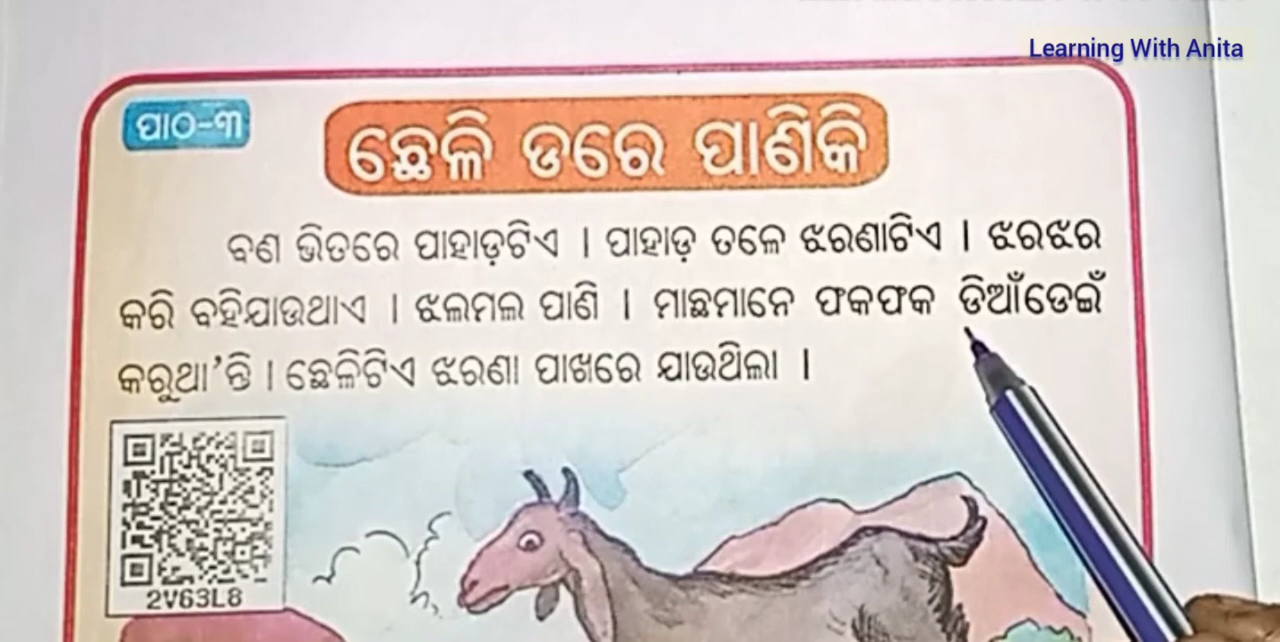 Learning With Anita
ପାଠ-୩
ଛେଳି ଡରେ ପାଣିକି
ବଣ ଭିତରେ ପାହାଡ଼ଟିଏ । ପାହାଡ଼ ତଳେ ଝରଣାଟିଏ । ଝରଝର
କରି ବହିଯାଉଥାଏ । ଝଲମଲ ପାଣି । ମାଛମାନେ ଫକଫକ ଡିଆଁଡେଇଁ
କରୁଥା’ନ୍ତି । ଛେଳିଟିଏ ଝରଣା ପାଖରେ ଯାଉଥିଲା ।
2V63L8